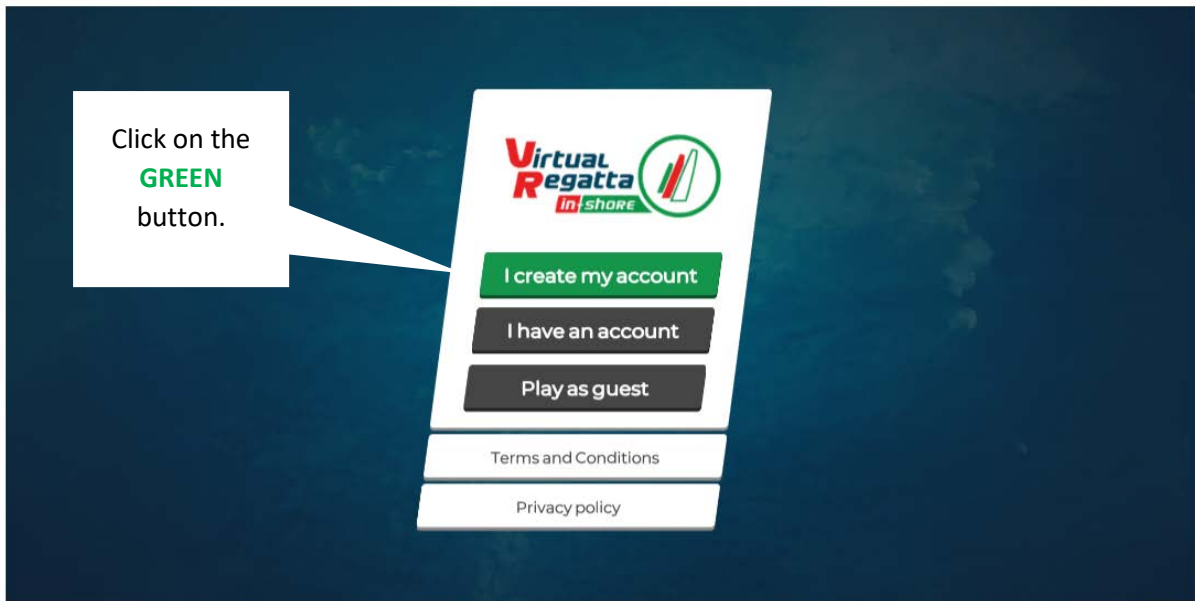 Click on the
GREEN
button.
Virtual
Regatta
in-shore
I create my account
I have an account
Play as guest
Terms and Conditions
Privacy policy